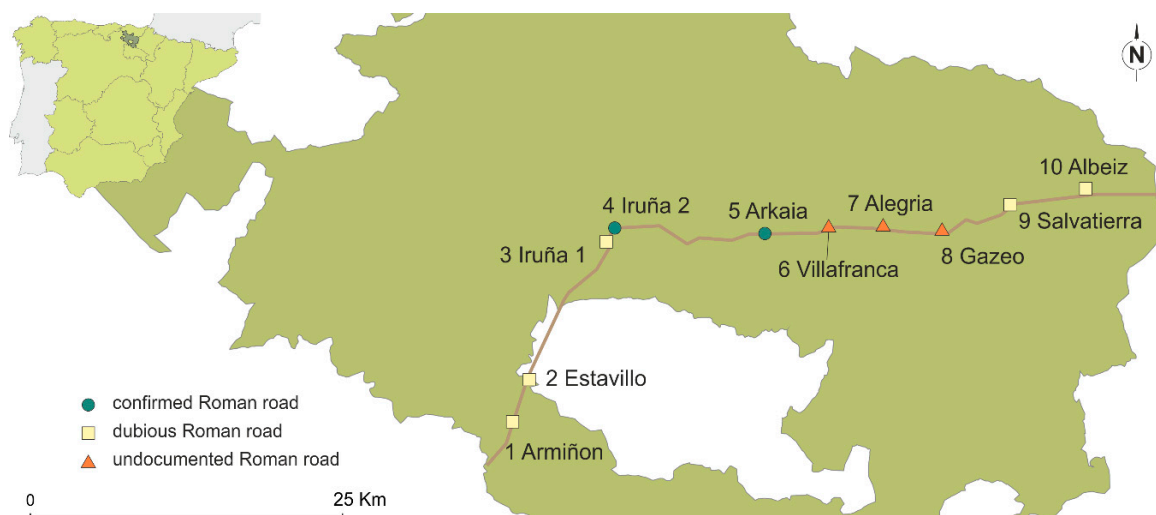 N
10 Albeiz
4 Iruña 2
5 Arkaia
7 Alegria
9 Salvatierra
3 Iruña 1
6 Villafranca
8 Gazeo
2 Estavillo
confirmed Roman road
dubious Roman road
1 Armiñon
undocumented Roman road
0
25 Km